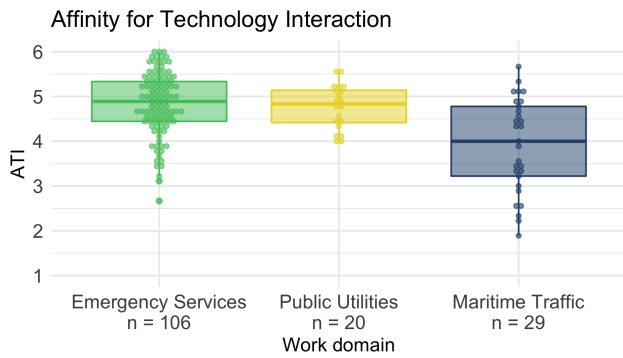 Affinity for Technology Interaction
ATI
6
5
4
3
2
1
Emergency Services Public Utilities Maritime Traffic
n = 106 n = 20 n = 29
Work domain